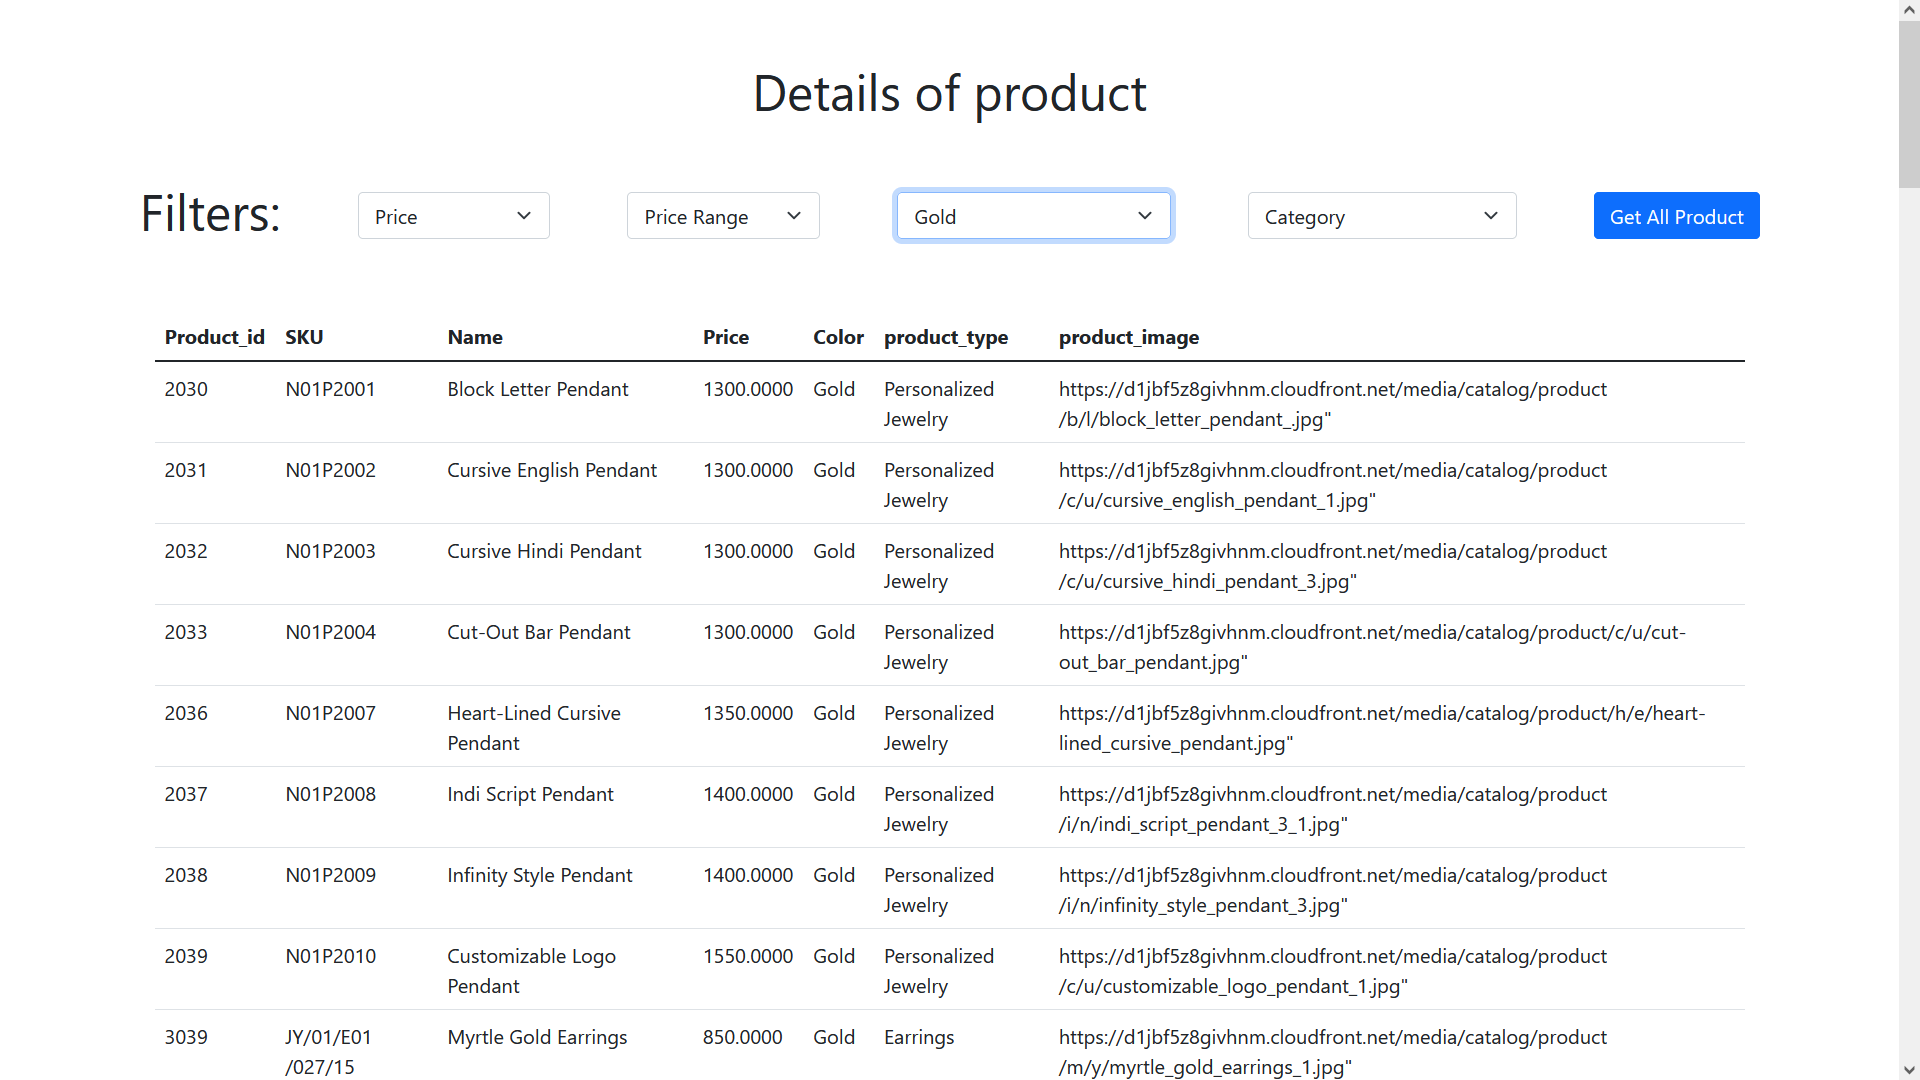 Details of product
Filters:
Price
Price Range
Gold
Category
Get All Product
Product_id SKU Name Price Color product_type product_image
2030 N01P2001 Block Letter Pendant 1300.0000 Gold Personalized https://d1jbf5z8givhnm.cloudfront.net/media/catalog/product
Jewelry /b/l/block_letter_pendant_.jpg"
2031 N01P2002 Cursive English Pendant 1300.0000 Gold Personalized https://d1jbf5z8givhnm.cloudfront.net/media/catalog/product
Jewelry /c/u/cursive_english_pendant_1.jpg"
2032 N01P2003 Cursive Hindi Pendant 1300.0000 Gold Personalized https://d1jbf5z8givhnm.cloudfront.net/media/catalog/product
Jewelry /c/u/cursive_hindi_pendant_3.jpg"
2033 N01P2004 Cut-Out Bar Pendant 1300.0000 Gold Personalized https://d1jbf5z8givhnm.cloudfront.net/media/catalog/product/c/u/cut-
Jewelry out_bar_pendant.jpg"
2036 N01P2007 Heart-Lined Cursive 1350.0000 Gold Personalized https://d1jbf5z8givhnm.cloudfront.net/media/catalog/product/h/e/heart-
Pendant Jewelry lined_cursive_pendant.jpg"
2037 N01P2008 Indi Script Pendant 1400.0000 Gold Personalized https://d1jbf5z8givhnm.cloudfront.net/media/catalog/product
Jewelry /i/n/indi_script_pendant_3_1.jpg"
2038 N01P2009 Infinity Style Pendant 1400.0000 Gold Personalized https://d1jbf5z8givhnm.cloudfront.net/media/catalog/product
Jewelry /i/n/infinity_style_pendant_3.jpg"
2039 N01P2010 Customizable Logo 1550.0000 Gold Personalized https://d1jbf5z8givhnm.cloudfront.net/media/catalog/product
Pendant Jewelry /c/u/customizable_logo_pendant_1.jpg"
3039 JY/01/E01 Myrtle Gold Earrings 850.0000 Gold Earrings https://d1jbf5z8givhnm.cloudfront.net/media/catalog/product
/027/15 /m/y/myrtle_gold_earrings_1.jpg"